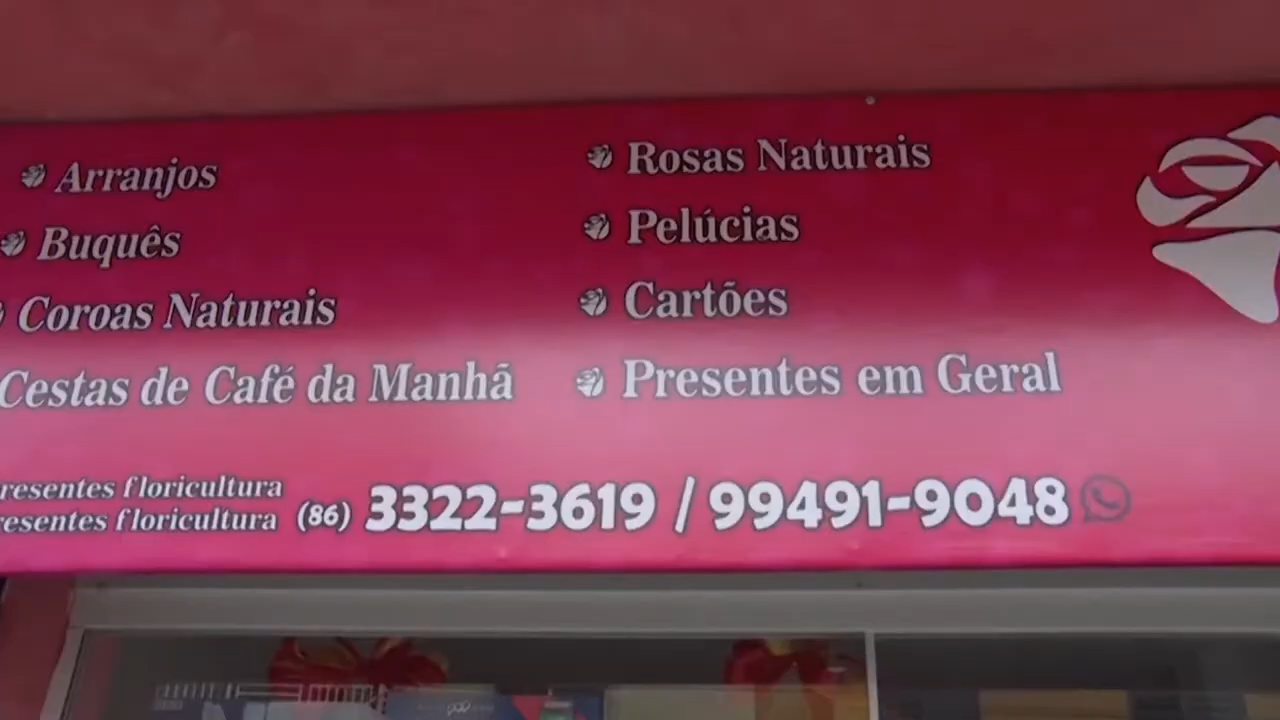 Arranjos
Buquês
Coroas Naturais
Cestas de Café da Manhã
Rosas Naturais
Pelúcias
Cartões
Presentes em Geral
resentes floricultura
resentes floricultura
(86) 3322-3619 / 99491-9048